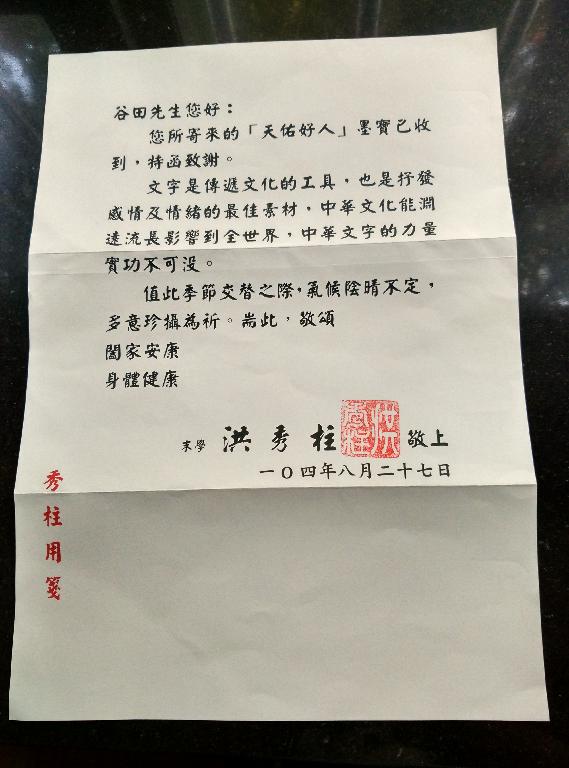 谷田先生您好：
您所寄來的「天佑好人」墨寶已收
到，特函致謝。
文字是傳遞文化的工具，也是抒發
感情及情緒的最佳素材，中華文化能淵
遠流長影響到全世界，中華文字的力量
實功不可没。
值此季節交替之際，氣候陰晴不定，
多意珍攝為祈。耑此，敬頌
闔家安康
身體健康
末學 洪秀柱 敬上
洪秀柱
一〇四年八月二十七日
秀柱用箋